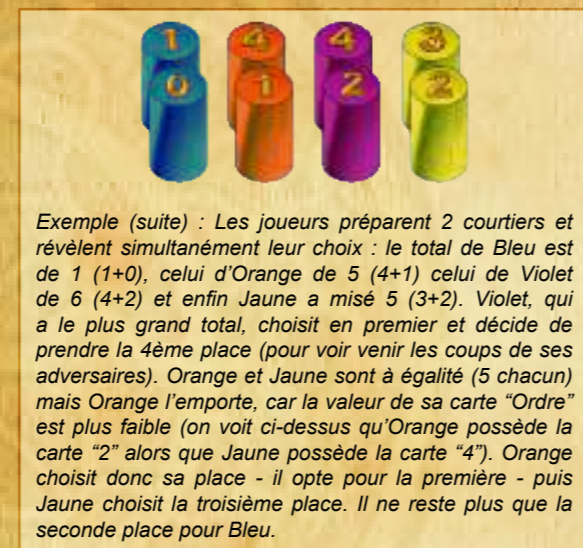 1 4 4 3
0 1 2 2
Exemple (suite) : Les joueurs préparent 2 courtiers et
révèlent simultanément leur choix : le total de Bleu est
de 1 (1+0), celui d'Orange de 5 (4+1) celui de Violet
de 6 (4+2) et enfin Jaune a misé 5 (3+2). Violet, qui
a le plus grand total, choisit en premier et décide de
prendre la 4ème place (pour voir venir les coups de ses
adversaires). Orange et Jaune sont à égalité (5 chacun)
mais Orange l'emporte, car la valeur de sa carte “Ordre”
est plus faible (on voit ci-dessus qu'Orange possède la
carte “2” alors que Jaune possède la carte “4”). Orange
choisit donc sa place - il opte pour la première - puis
Jaune choisit la troisième place. Il ne reste plus que la
seconde place pour Bleu.